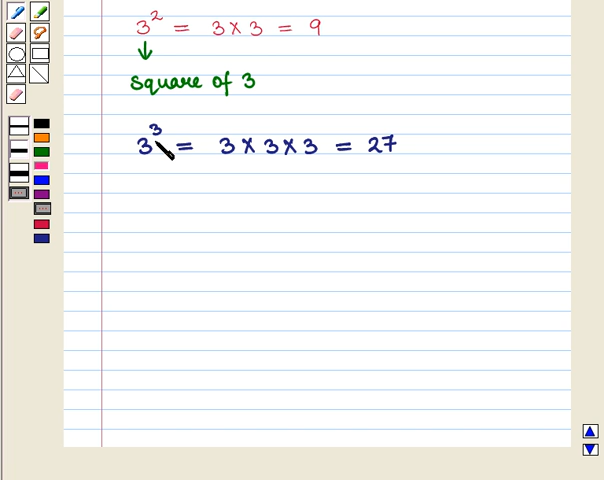 3² = 3 × 3 = 9
↓
Square of 3
3³ = 3 × 3 × 3 = 27